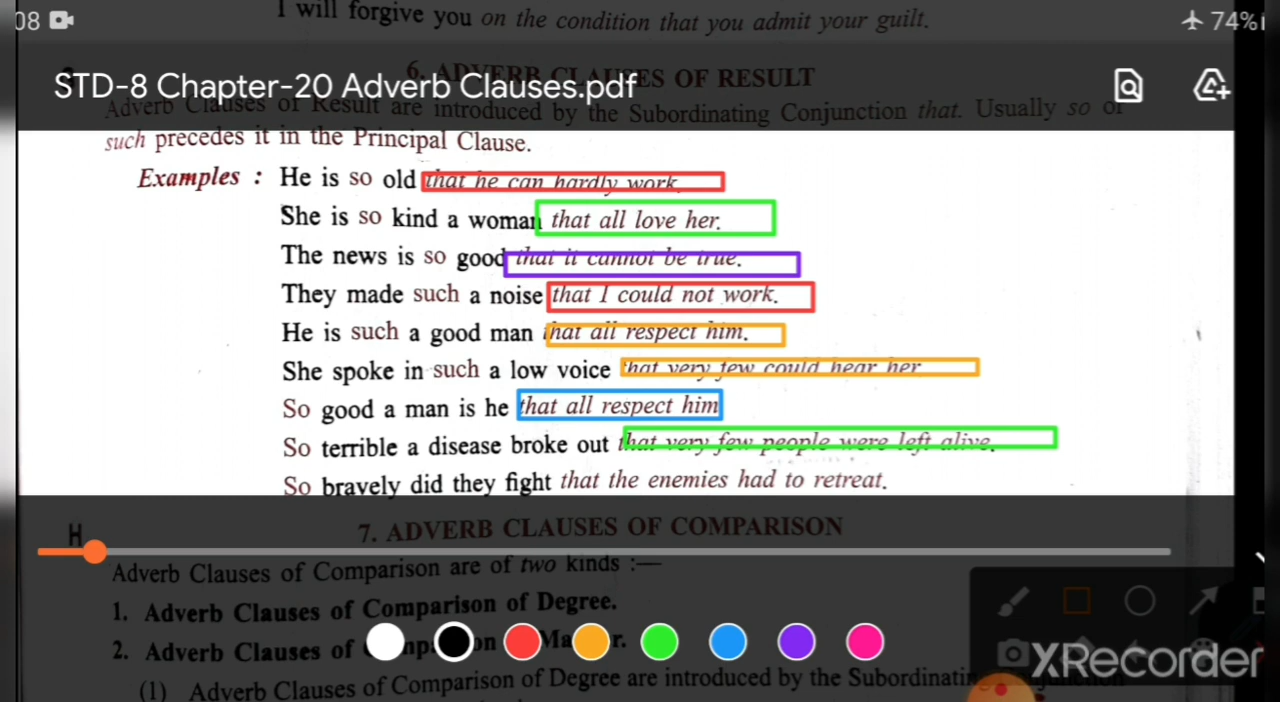 08 74%
I will forgive you on the condition that you admit your guilt.
6. ADVERB CLAUSES OF RESULT
STD-8 Chapter-20 Adverb Clauses.pdf
Adverb Clauses of Result are introduced by the Subordinating Conjunction that. Usually so or
such precedes it in the Principal Clause.
Examples : He is so old that he can hardly work.
She is so kind a woman that all love her.
The news is so good that it cannot be true.
They made such a noise that I could not work.
He is such a good man that all respect him.
She spoke in such a low voice that very few could hear her
So good a man is he that all respect him
So terrible a disease broke out that very few people were left alive.
So bravely did they fight that the enemies had to retreat.
H
7. ADVERB CLAUSES OF COMPARISON
Adverb Clauses of Comparison are of two kinds :—
1. Adverb Clauses of Comparison of Degree.
2. Adverb Clauses of
XRecorder
(1) Adverb Clauses of Comparison of Degree are introduced by the Subordinating